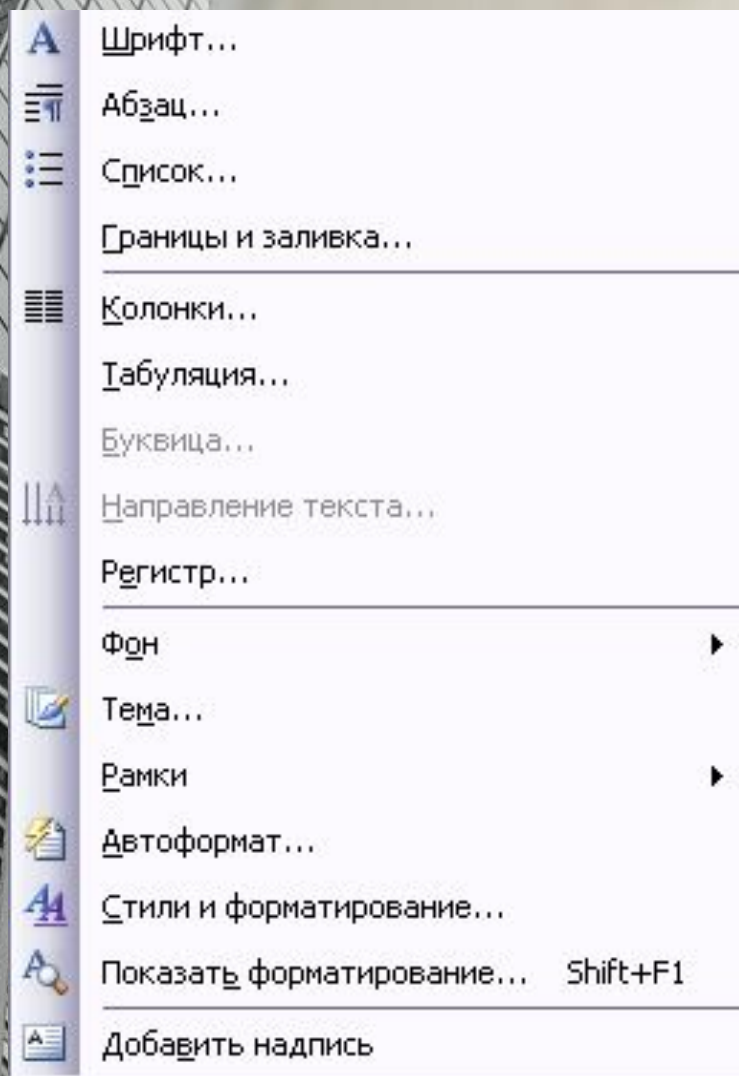 Шрифт...
Абзац...
Список...
Границы и заливка...
Колонки...
Табуляция...
Буквица...
Направление текста...
Регистр...
Фон
Тема...
Рамки
Автоформат...
Стили и форматирование...
Показать форматирование... Shift+F1
Добавить надпись